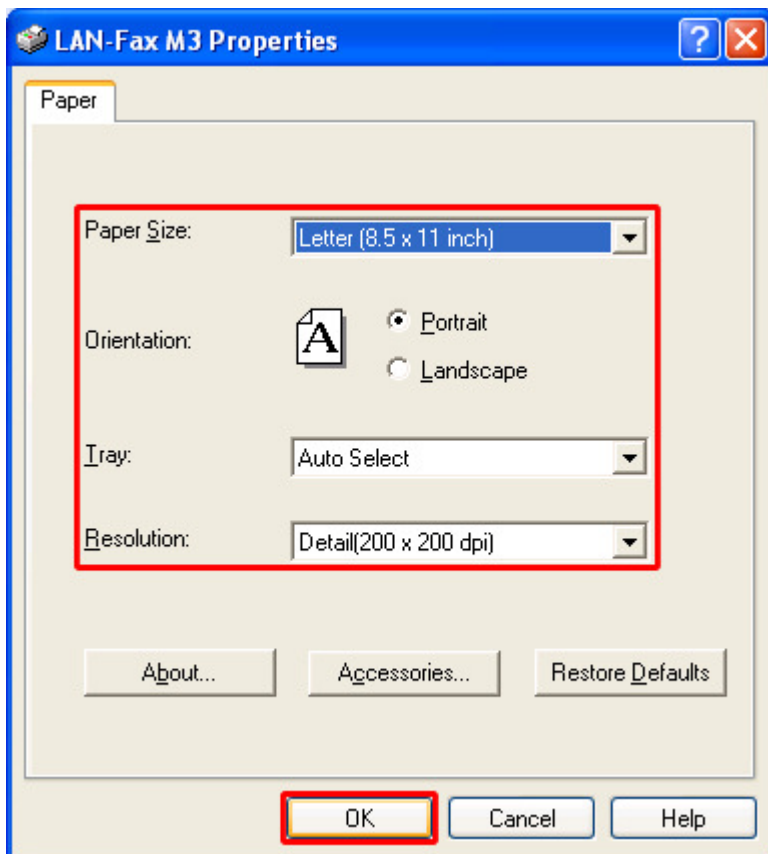 LAN-Fax M3 Properties
Paper
Paper Size:
Letter (8.5 x 11 inch)
Orientation:
A
Portrait
Landscape
Tray:
Auto Select
Resolution:
Detail(200 x 200 dpi)
About...
Accessories...
Restore Defaults
OK
Cancel
Help